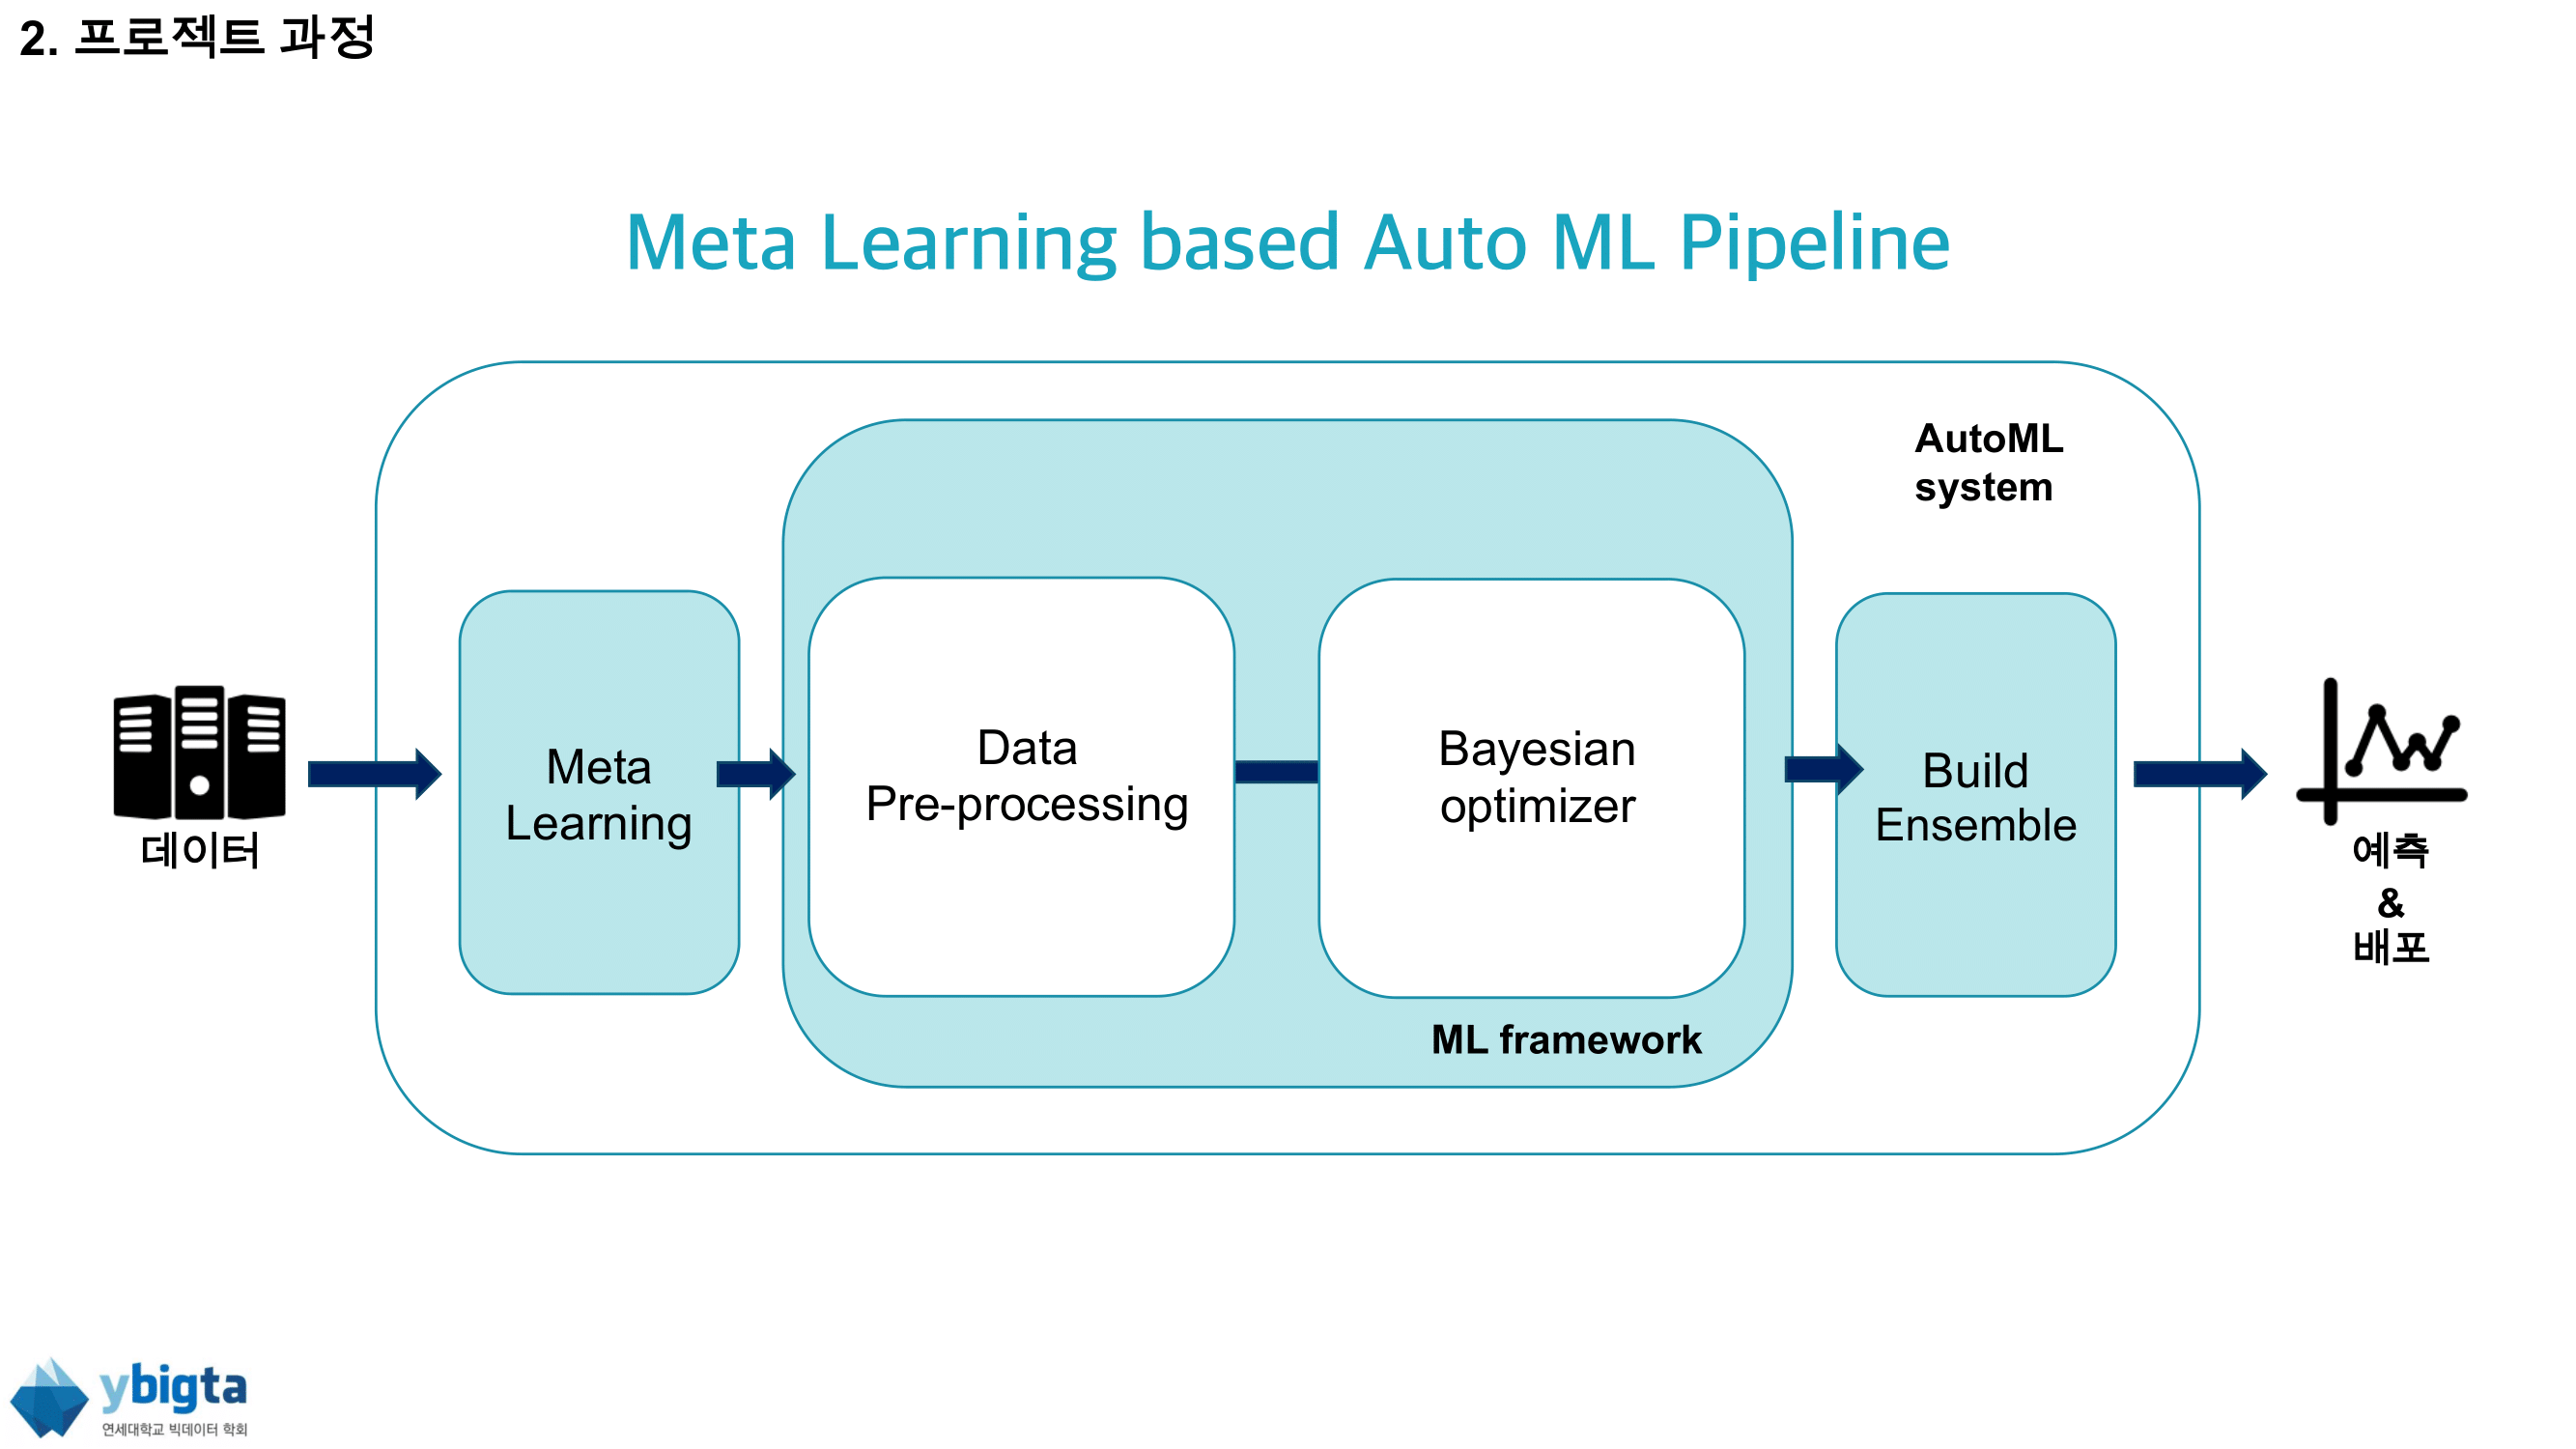 2. 프로젝트 과정
Meta Learning based Auto ML Pipeline
AutoML
system
데이터
Meta
Learning
Data
Pre-processing
Bayesian
optimizer
ML framework
Build
Ensemble
예측
&
배포
ybigta
연세대학교 빅데이터 학회